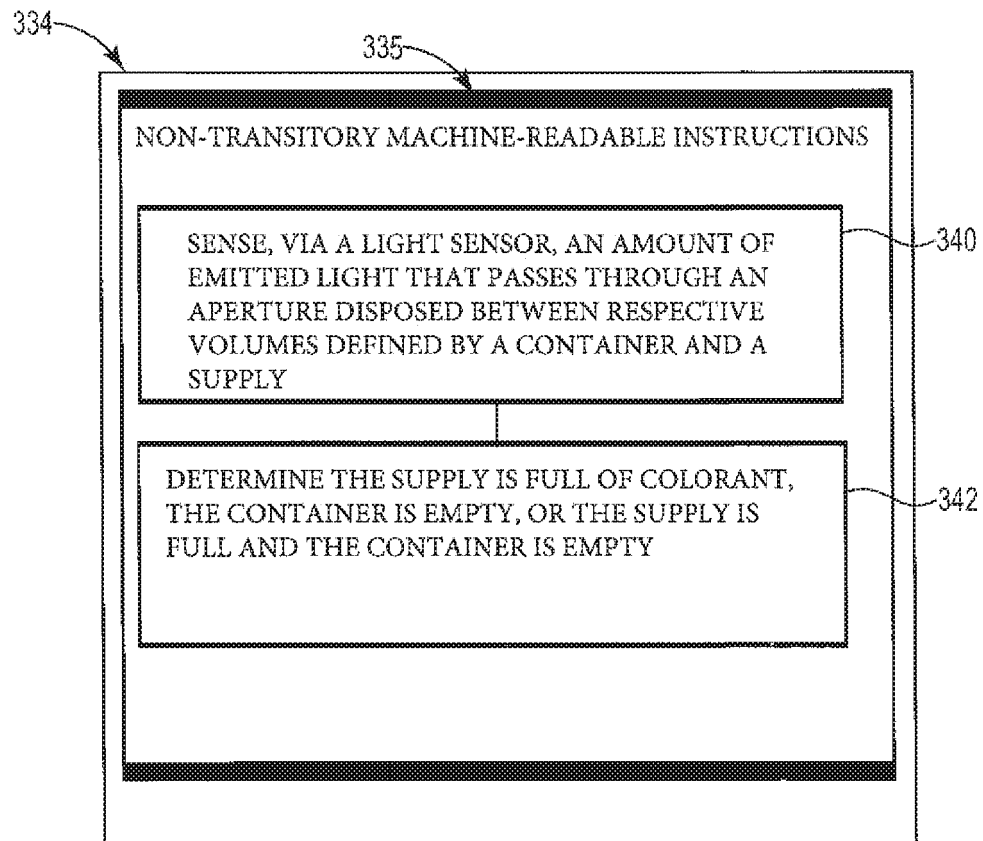 334
335
NON-TRANSITORY MACHINE-READABLE INSTRUCTIONS
SENSE, VIA A LIGHT SENSOR, AN AMOUNT OF
EMITTED LIGHT THAT PASSES THROUGH AN
APERTURE DISPOSED BETWEEN RESPECTIVE
VOLUMES DEFINED BY A CONTAINER AND A
SUPPLY
340
DETERMINE THE SUPPLY IS FULL OF COLORANT,
THE CONTAINER IS EMPTY, OR THE SUPPLY IS
FULL AND THE CONTAINER IS EMPTY
342